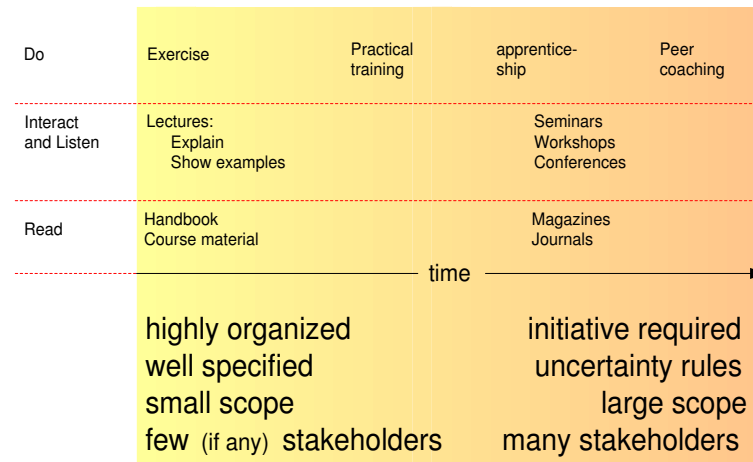 Do
Exercise
Practical
training
apprentice-
ship
Peer
coaching
Interact
and Listen
Lectures:
Explain
Show examples
Seminars
Workshops
Conferences
Read
Handbook
Course material
Magazines
Journals
time
highly organized
well specified
small scope
few (if any) stakeholders
initiative required
uncertainty rules
large scope
many stakeholders